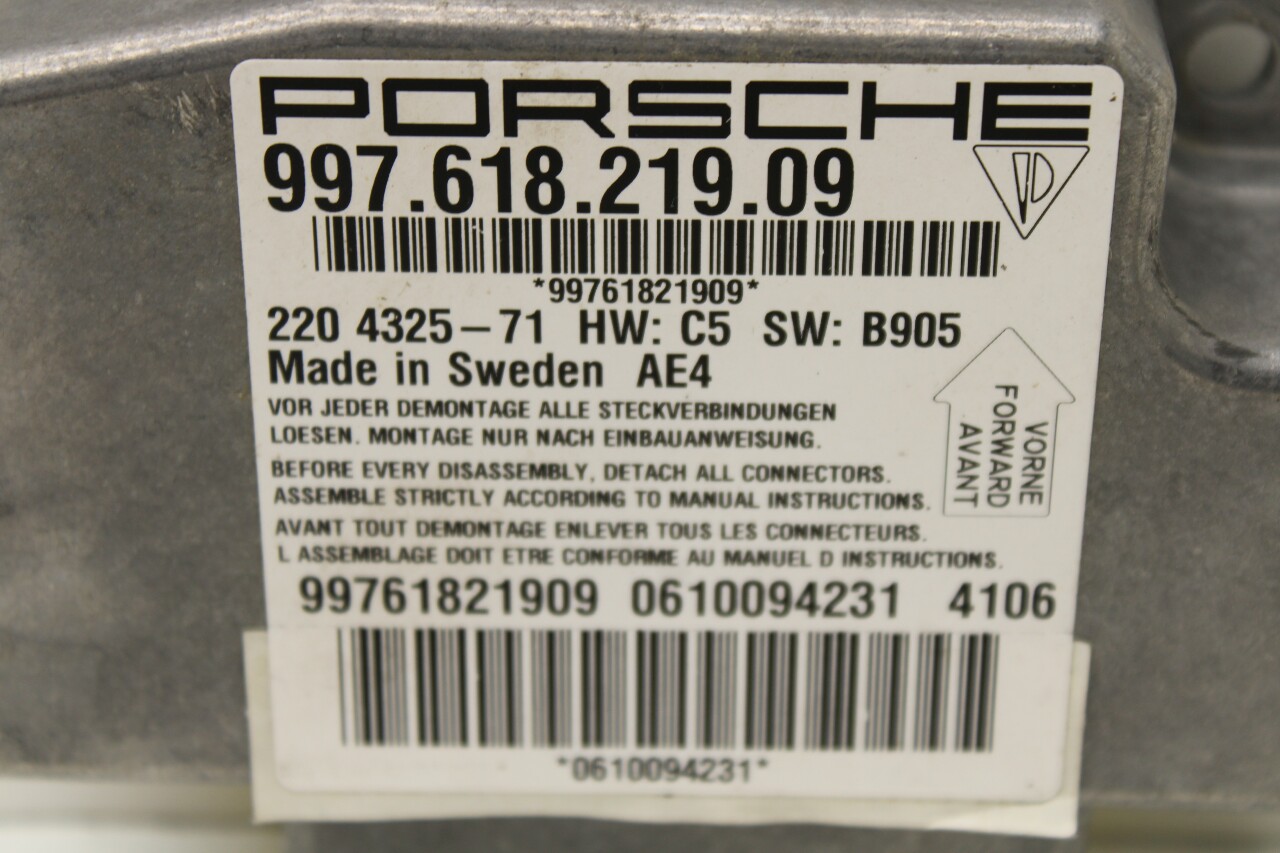 PORSCHE
997.618.219.09
*99761821909*
220 4325-71 HW: C5 SW: B905
Made in Sweden AE4
VORNE
FORWARD
AVANT
VOR JEDER DEMONTAGE ALLE STECKVERBINDUNGEN
LOESEN. MONTAGE NUR NACH EINBAUANWEISUNG.
BEFORE EVERY DISASSEMBLY, DETACH ALL CONNECTORS.
ASSEMBLE STRICTLY ACCORDING TO MANUAL INSTRUCTIONS.
AVANT TOUT DEMONTAGE ENLEVER TOUS LES CONNECTEURS.
L ASSEMBLAGE DOIT ETRE CONFORME AU MANUEL D INSTRUCTIONS.
99761821909 0610094231 4106
*0610094231*